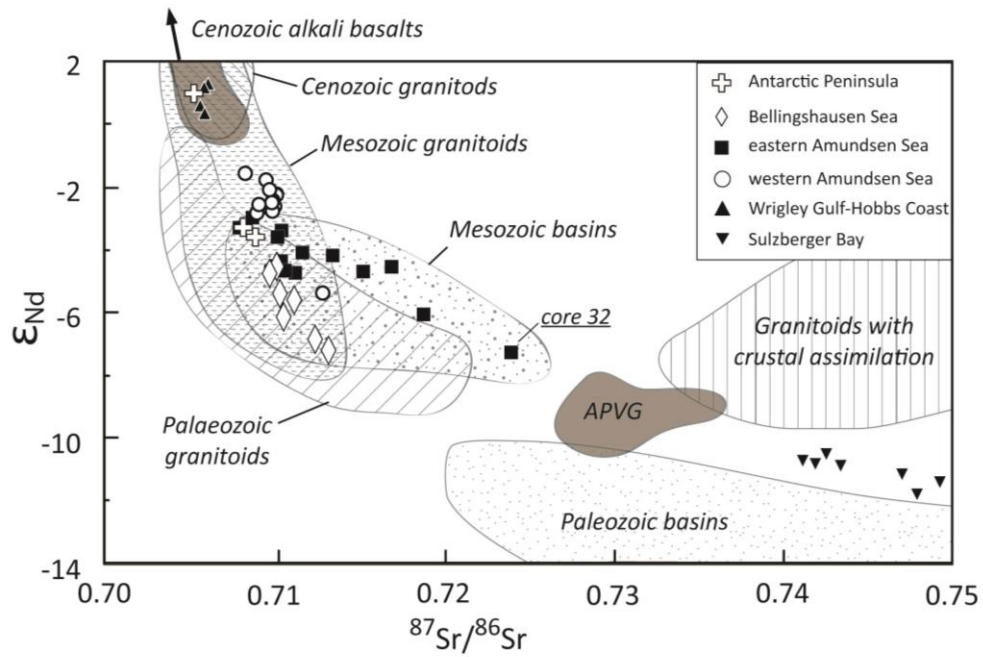 Cenozoic alkali basalts
2
Cenozoic granitods
Antarctic Peninsula
Bellingshausen Sea
Mesozoic granitoids
eastern Amundsen Sea
western Amundsen Sea
-2
Wrigley Gulf-Hobbs Coast
Mesozoic basins
Sulzberger Bay
-6
εNd
core 32
Granitoids with
crustal assimilation
APVG
Palaeozoic
granitoids
-10
Paleozoic basins
-14
0.70
0.71
0.72
0.73
0.74
0.75
87Sr/86Sr